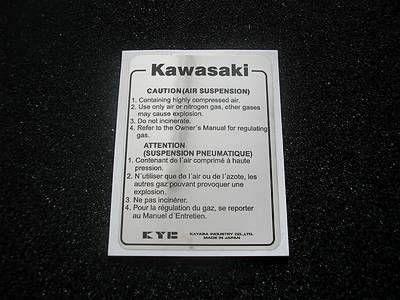 Kawasaki
CAUTION(AIR SUSPENSION)
1. Containing highly compressed air.
2. Use only air or nitrogen gas, other gases
may cause explosion.
3. Do not incinerate.
4. Refer to the Owner's Manual for regulating
gas.
ATTENTION
(SUSPENSION PNEUMATIQUE)
1. Contenant de l'air comprimé à haute
pression.
2. N'utiliser que de l'air ou de l'azote, les
autres gaz pouvant provoquer une
explosion.
3. Ne pas incinérer.
4. Pour la régulation du gaz, se reporter
au Manuel d'Entretien.
KYB KAYABA INDUSTRY CO.,LTD.
MADE IN JAPAN